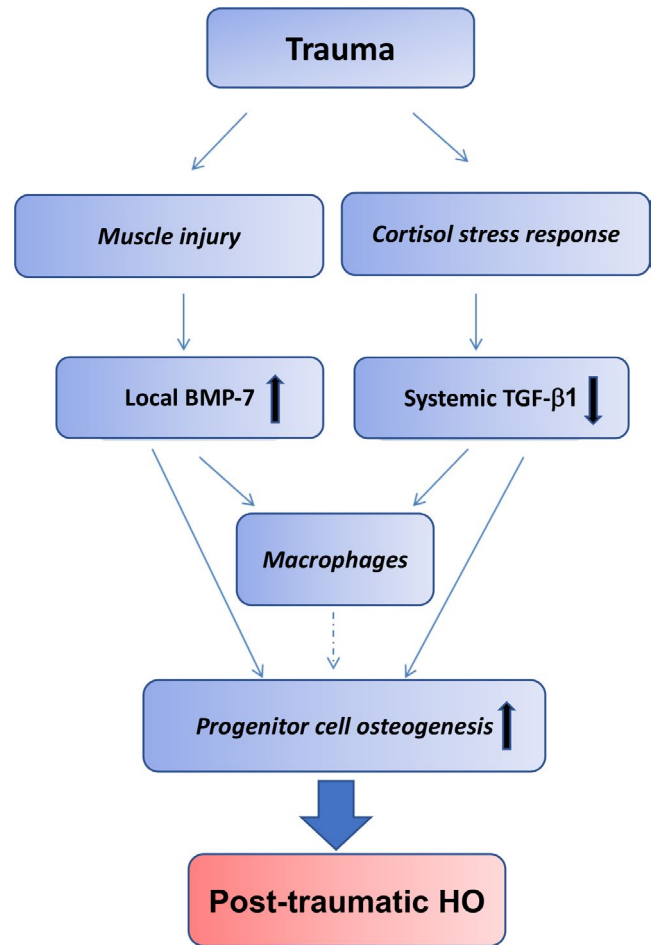 Trauma
Muscle injury
Cortisol stress response
Local BMP-7
Systemic TGF-β1
Macrophages
Progenitor cell osteogenesis
Post-traumatic HO